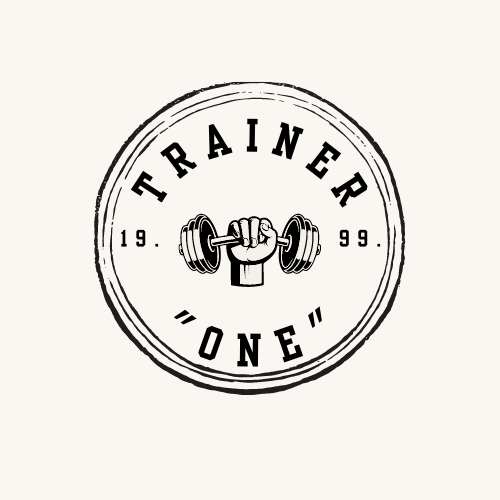 TRAINER
19. 99.
"ONE"